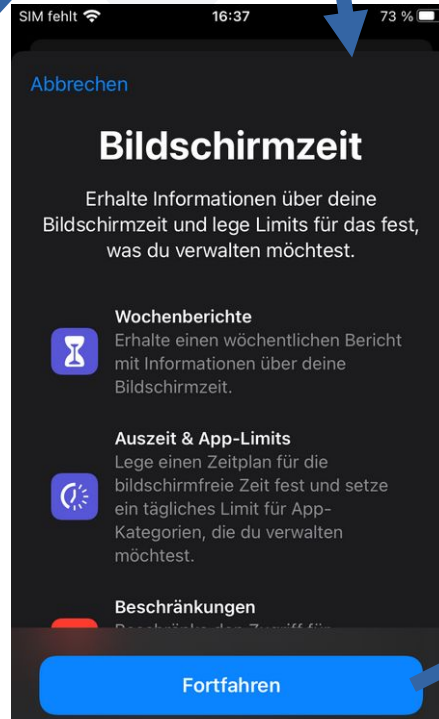 SIM fehlt
16:37
73 %
Abbrechen
Bildschirmzeit
Erhalte Informationen über deine
Bildschirmzeit und lege Limits für das fest,
was du verwalten möchtest.
Wochenberichte
Erhalte einen wöchentlichen Bericht
mit Informationen über deine
Bildschirmzeit.
Auszeit & App-Limits
Lege einen Zeitplan für die
bildschirmfreie Zeit fest und setze
ein tägliches Limit für App-
Kategorien, die du verwalten
möchtest.
Beschränkungen
Fortfahren